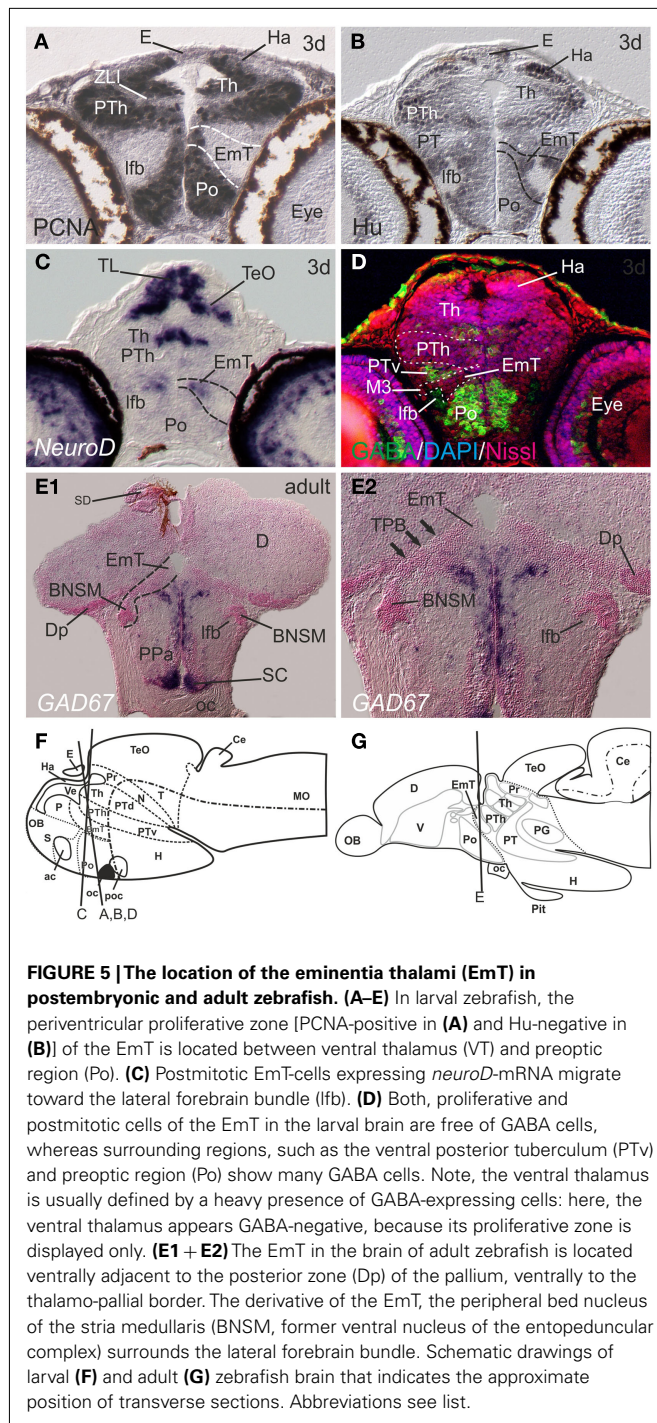 A
E
Ha
3d
ZLI
Th
PTh
lfb
EmT
Po
Eye
PCNA
B
E
Ha
3d
Th
PTh
PT
EmT
lfb
Po
Hu
C
3d
TL
TeO
Th
PTh
EmT
lfb
Po
NeuroD
D
3d
Ha
Th
PTh
PTv
EmT
M3
lfb
Po
Eye
GABA/DAPI/Nissl
E1
adult
SD
D
EmT
BNSM
Dp
lfb
BNSM
PPa
SC
GAD67
oc
E2
EmT
TPB
Dp
BNSM
lfb
GAD67
F
TeO
Ce
E
Ha
Pr
Ve
Th
P
PTh
PTd
N
T
MO
OB
EmT
PTv
S
H
ac
Po
oc
poc
C
A,B,D
G
TeO
Ce
D
EmT
Pr
Th
V
PTh
PT
PG
OB
Po
oc
H
E
Pit
FIGURE 5 | The location of the eminentia thalami (EmT) in
postembryonic and adult zebrafish. (A–E) In larval zebrafish, the
periventricular proliferative zone [PCNA-positive in (A) and Hu-negative in
(B)] of the EmT is located between ventral thalamus (VT) and preoptic
region (Po). (C) Postmitotic EmT-cells expressing neuroD-mRNA migrate
toward the lateral forebrain bundle (lfb). (D) Both, proliferative and
postmitotic cells of the EmT in the larval brain are free of GABA cells,
whereas surrounding regions, such as the ventral posterior tuberculum (PTv)
and preoptic region (Po) show many GABA cells. Note, the ventral thalamus
is usually defined by a heavy presence of GABA-expressing cells: here, the
ventral thalamus appears GABA-negative, because its proliferative zone is
displayed only. (E1 + E2) The EmT in the brain of adult zebrafish is located
ventrally adjacent to the posterior zone (Dp) of the pallium, ventrally to the
thalamo-pallial border. The derivative of the EmT, the peripheral bed nucleus
of the stria medullaris (BNSM, former ventral nucleus of the entopeduncular
complex) surrounds the lateral forebrain bundle. Schematic drawings of
larval (F) and adult (G) zebrafish brain that indicates the approximate
position of transverse sections. Abbreviations see list.